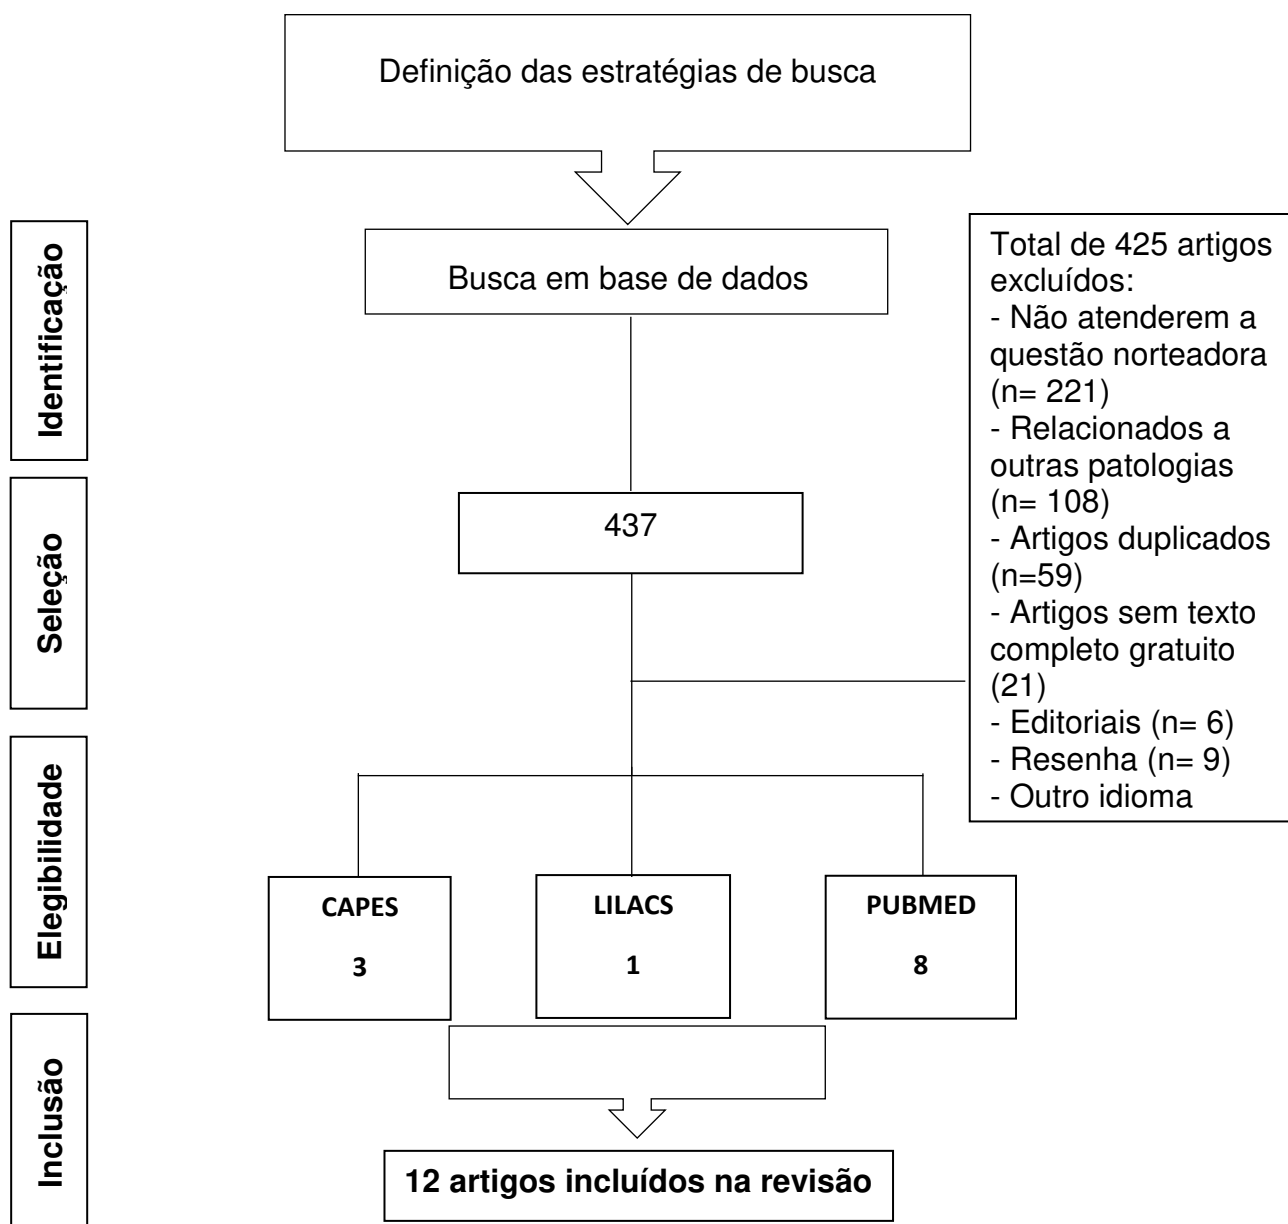 Definição das estratégias de busca
Identificação
Busca em base de dados
Total de 425 artigos
excluídos:
- Não atenderem a
questão norteadora
(n= 221)
- Relacionados a
outras patologias
(n= 108)
- Artigos duplicados
(n=59)
- Artigos sem texto
completo gratuito
(21)
- Editoriais (n= 6)
- Resenha (n= 9)
- Outro idioma
Seleção
437
Elegibilidade
CAPES
3
LILACS
1
PUBMED
8
Inclusão
12 artigos incluídos na revisão